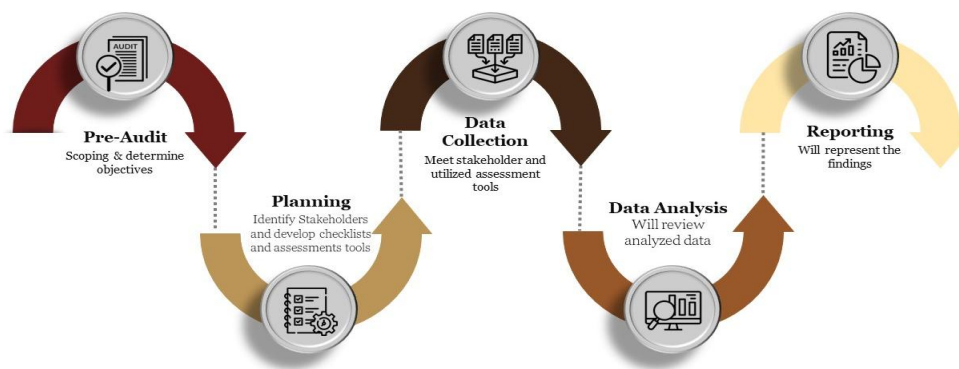 AUDIT
Pre-Audit
Scoping & determine
objectives
Planning
Identify Stakeholders
and develop checklists
and assessments tools
Data
Collection
Meet stakeholder and
utilized assessment
tools
Data Analysis
Will review
analyzed data
Reporting
Will represent the
findings